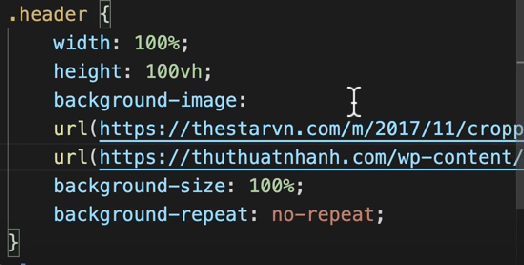 .header {
width: 100%;
height: 100vh;
background-image:
url(https://thestarvn.com/m/2017/11/cropp
url(https://thuthuatnhanh.com/wp-content/
background-size: 100%;
background-repeat: no-repeat;
}